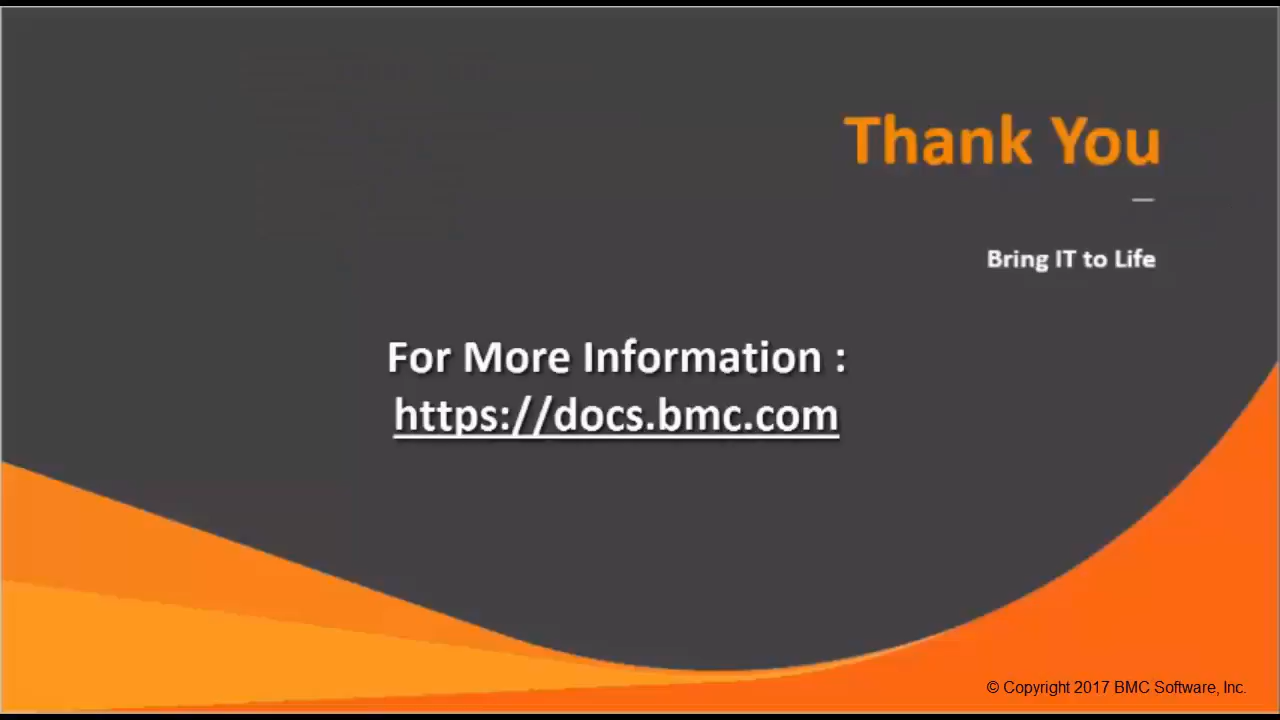 Thank You
—
Bring IT to Life
For More Information :
https://docs.bmc.com
© Copyright 2017 BMC Software, Inc.